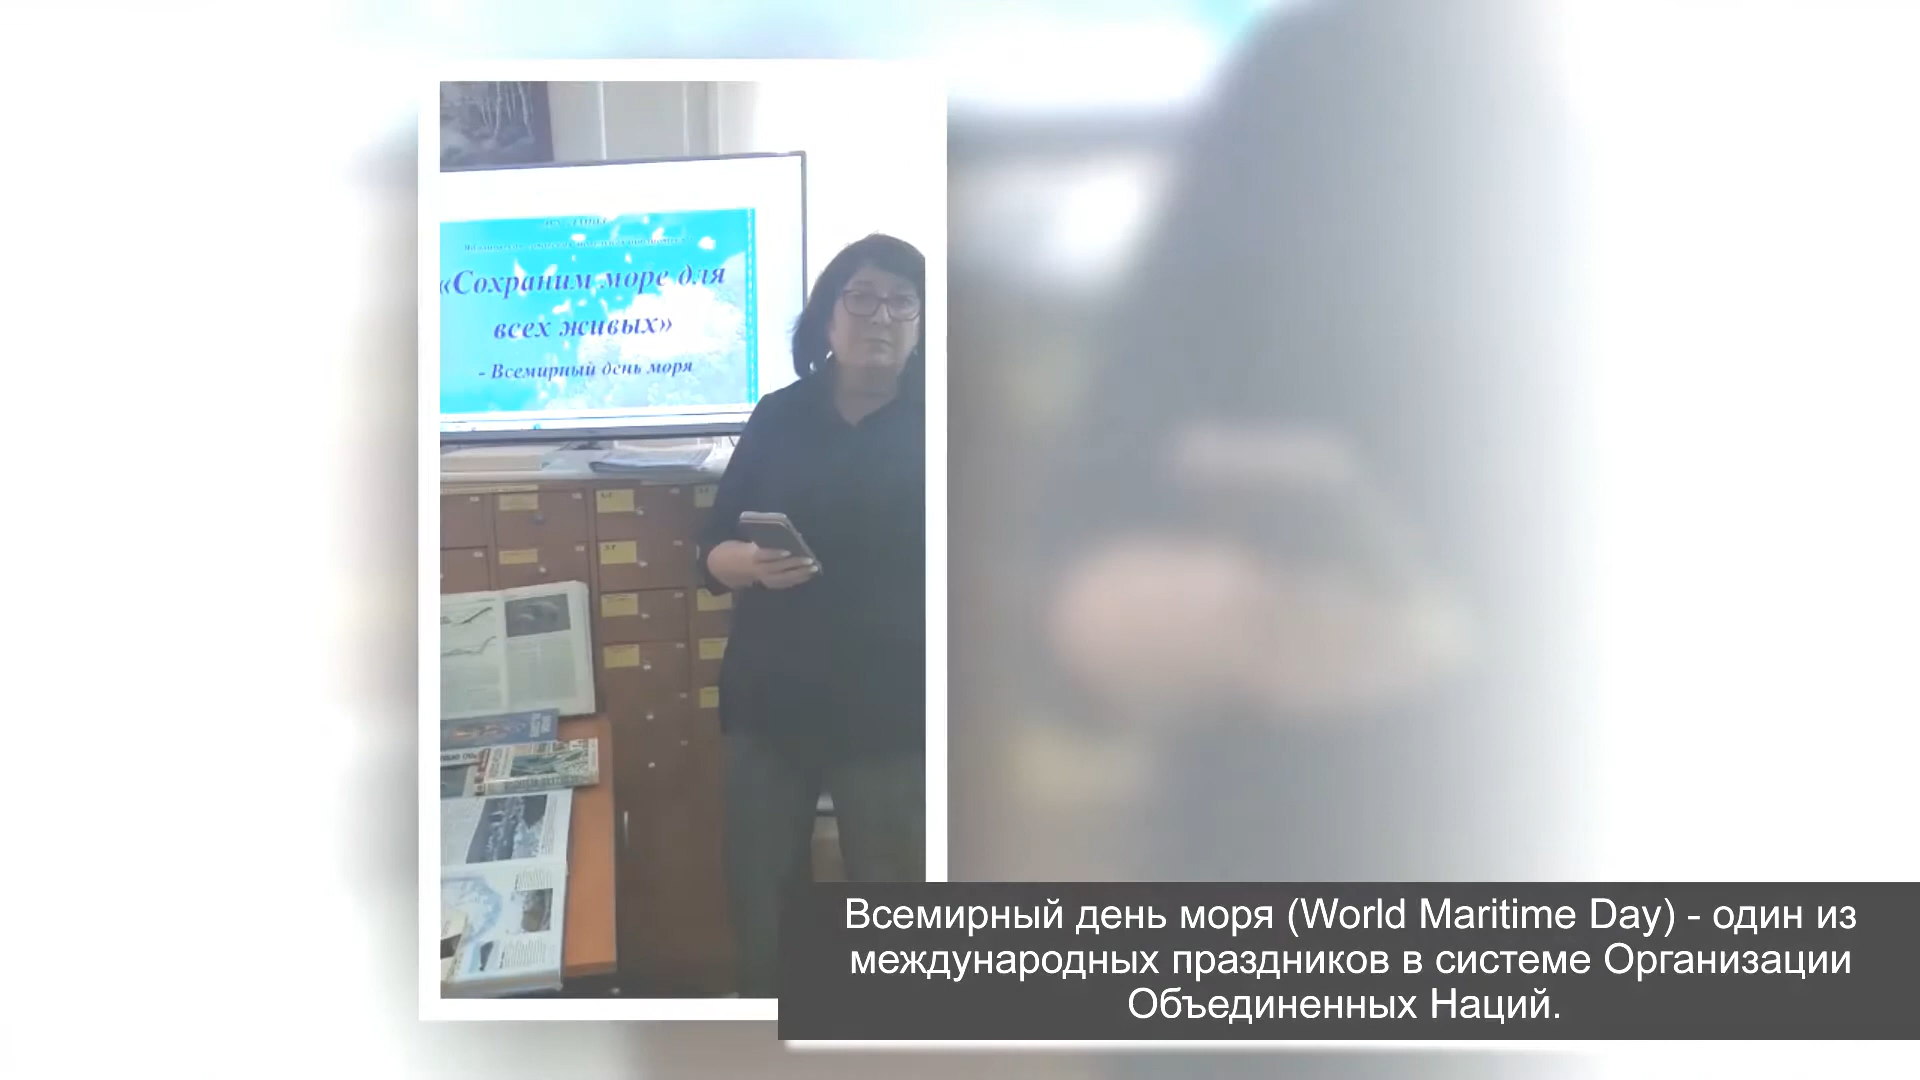 «Сохраним море для
всех живых»
- Всемирный день моря
Всемирный день моря (World Maritime Day) - один из
международных праздников в системе Организации
Объединенных Наций.